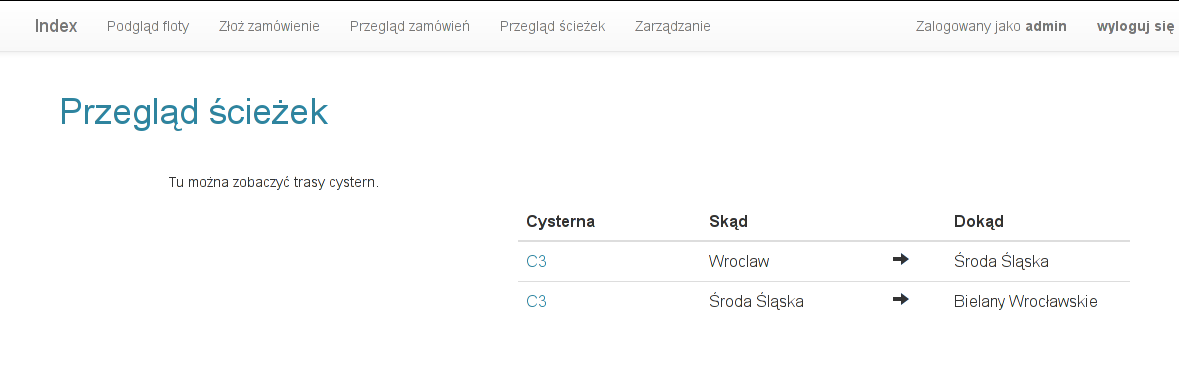 Index Podgląd floty Złoż zamówienie Przegląd zamówień Przegląd ścieżek Zarządzanie Zalogowany jako admin wyloguj się
Przegląd ścieżek
Tu można zobaczyć trasy cystern.
Cysterna Skąd Dokąd
C3 Wroclaw Środa Śląska
C3 Środa Śląska Bielany Wrocławskie